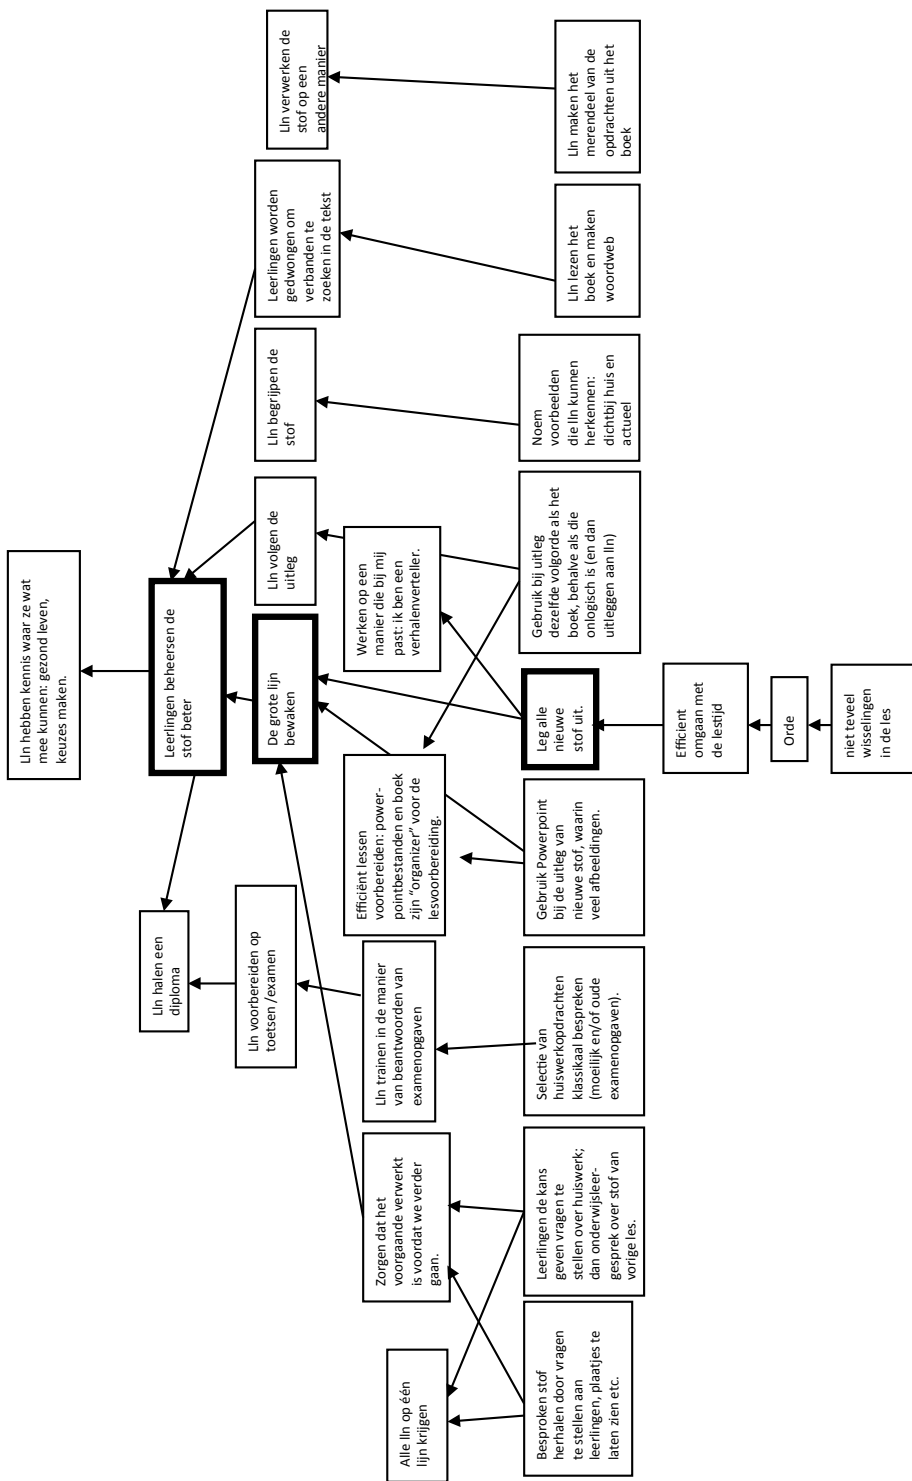 Lln hebben kennis waar ze wat
mee kunnen: gezond leven,
keuzes maken.
Lln halen een
diploma
Leerlingen beheersen de
stof beter
Lln voorbereiden op
toetsen /examen
De grote lijn
bewaken
Lln volgen de
uitleg
Lln begrijpen de
stof
Leerlingen worden
gedwongen om
verbanden te
zoeken in de tekst
Lln verwerken de
stof op een
andere manier
Alle lln op één
lijn krijgen
Zorgen dat het
voorgaande verwerkt
is voordat we verder
gaan.
Lln trainen in de manier
van beantwoorden van
examenopgaven
Efficiënt lessen
voorbereiden: power-
pointbestanden en boek
zijn “organizer” voor de
lesvoorbereiding.
Werken op een
manier die bij mij
past: ik ben een
verhalenverteller.
Besproken stof
herhalen door vragen
te stellen aan
leerlingen, plaatjes te
laten zien etc.
Leerlingen de kans
geven vragen te
stellen over huiswerk;
dan onderwijsleer-
gesprek over stof van
vorige les.
Selectie van
huiswerkopdrachten
klassikaal bespreken
(moeilijk en/of oude
examenopgaven).
Gebruik Powerpoint
bij de uitleg van
nieuwe stof, waarin
veel afbeeldingen.
Leg alle
nieuwe
stof uit.
Gebruik bij uitleg
dezelfde volgorde als het
boek, behalve als die
onlogisch is (en dan
uitleggen aan lln)
Noem
voorbeelden
die lln kunnen
herkennen:
dichtbij huis en
actueel
Lln lezen het
boek en maken
woordweb
Lln maken het
merendeel van de
opdrachten uit het
boek
Efficient
omgaan met
de lestijd
Orde
niet teveel
wisselingen
in de les